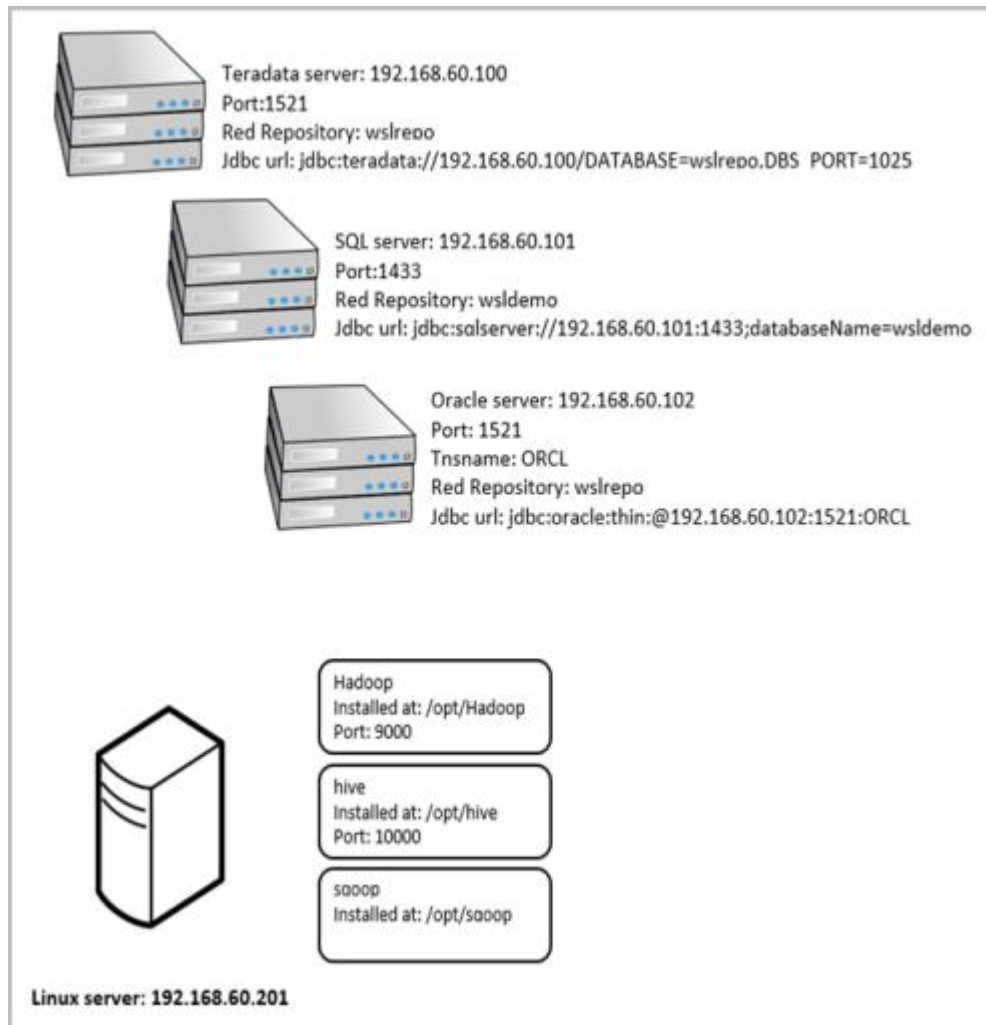 Teradata server: 192.168.60.100
Port:1521
Red Repository: wslrepo
Jdbc url: jdbc:teradata://192.168.60.100/DATABASE=wslrepo,DBS_PORT=1025
SQL server: 192.168.60.101
Port:1433
Red Repository: wsldemo
Jdbc url: jdbc:sqlserver://192.168.60.101:1433;databaseName=wsldemo
Oracle server: 192.168.60.102
Port: 1521
Tnsname: ORCL
Red Repository: wslrepo
Jdbc url: jdbc:oracle:thin:@192.168.60.102:1521:ORCL
Hadoop
Installed at: /opt/Hadoop
Port: 9000
hive
Installed at: /opt/hive
Port: 10000
sqoop
Installed at: /opt/sqoop
Linux server: 192.168.60.201